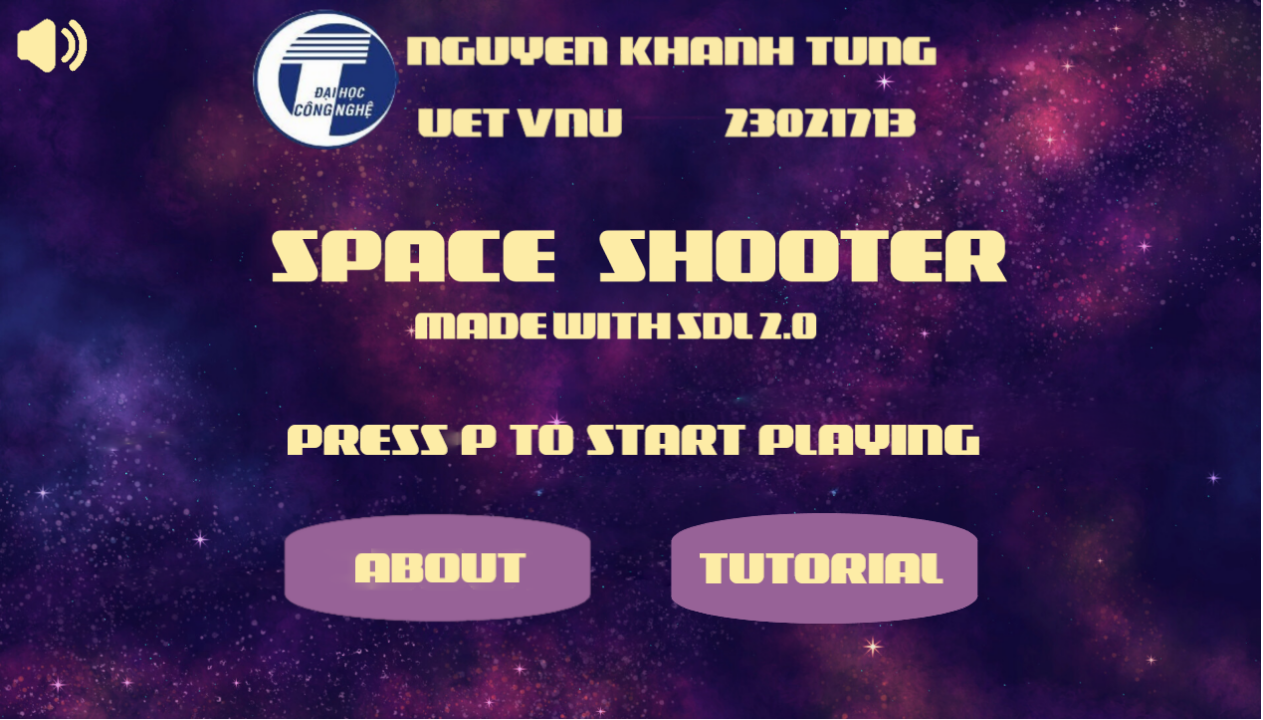 ĐẠI HỌC
CÔNG NGHỆ
NGUYEN KHANH TUNG
UET VNU 23021713
SPACE SHOOTER
MADE WITH SDL 2.0
PRESS P TO START PLAYING
ABOUT TUTORIAL